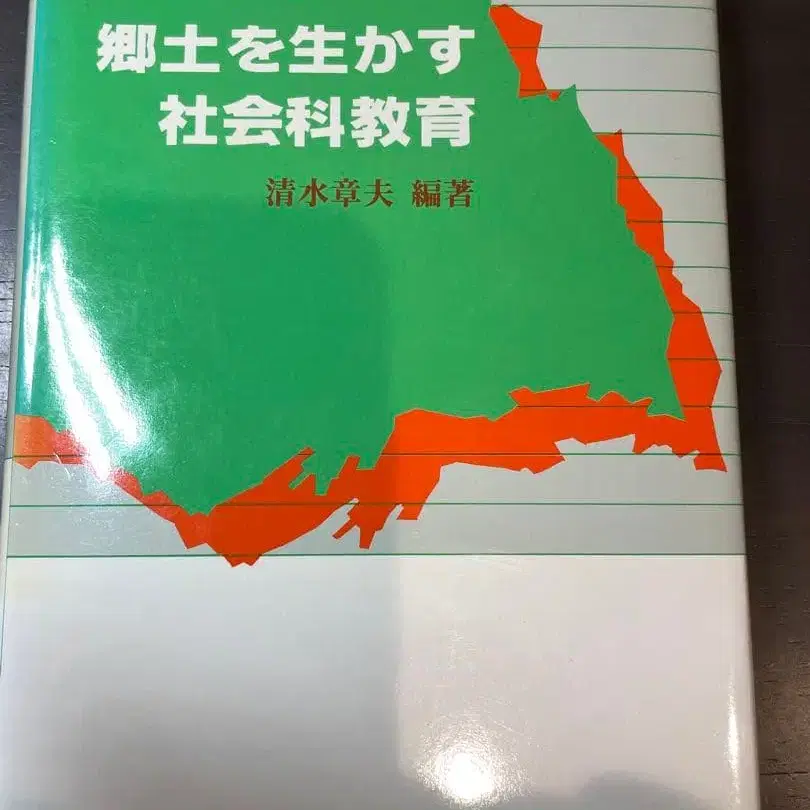 郷土を生かす
社会科教育
清水章夫 編著